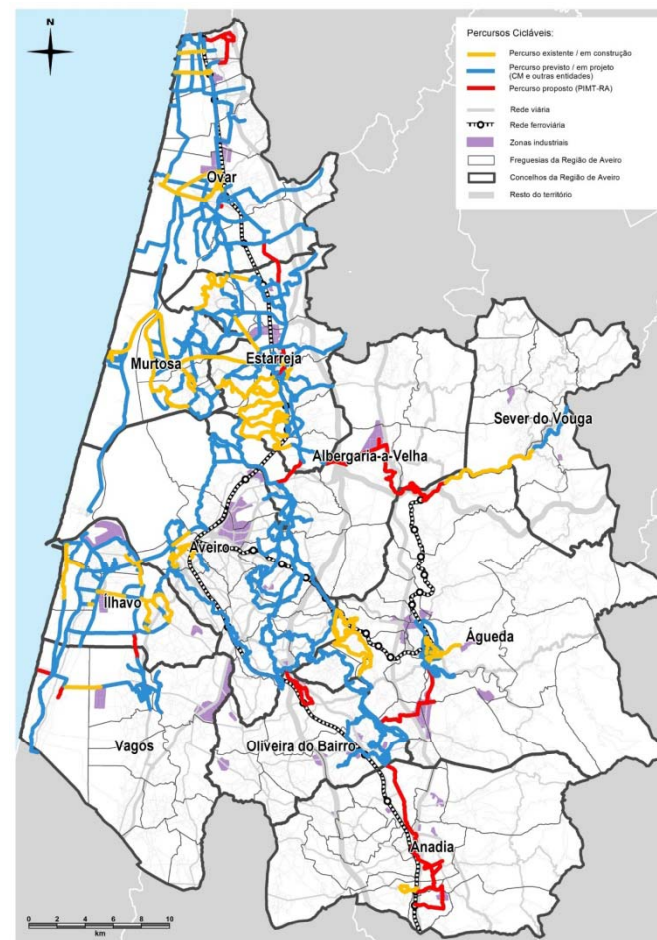 Percursos Cicláveis:
Percurso existente / em construção
Percurso previsto / em projeto
(CM e outras entidades)
Percurso proposto (PIMT-RA)
Rede viária
Rede ferroviária
Zonas industriais
Freguesias da Região de Aveiro
Concelhos da Região de Aveiro
Resto do território
Ovar
Murtosa
Estarreja
Sever do Vouga
Albergaria-a-Velha
Aveiro
Ílhavo
Águeda
Vagos
Oliveira do Bairro
Anadia
0 2 4 6 8 10
km